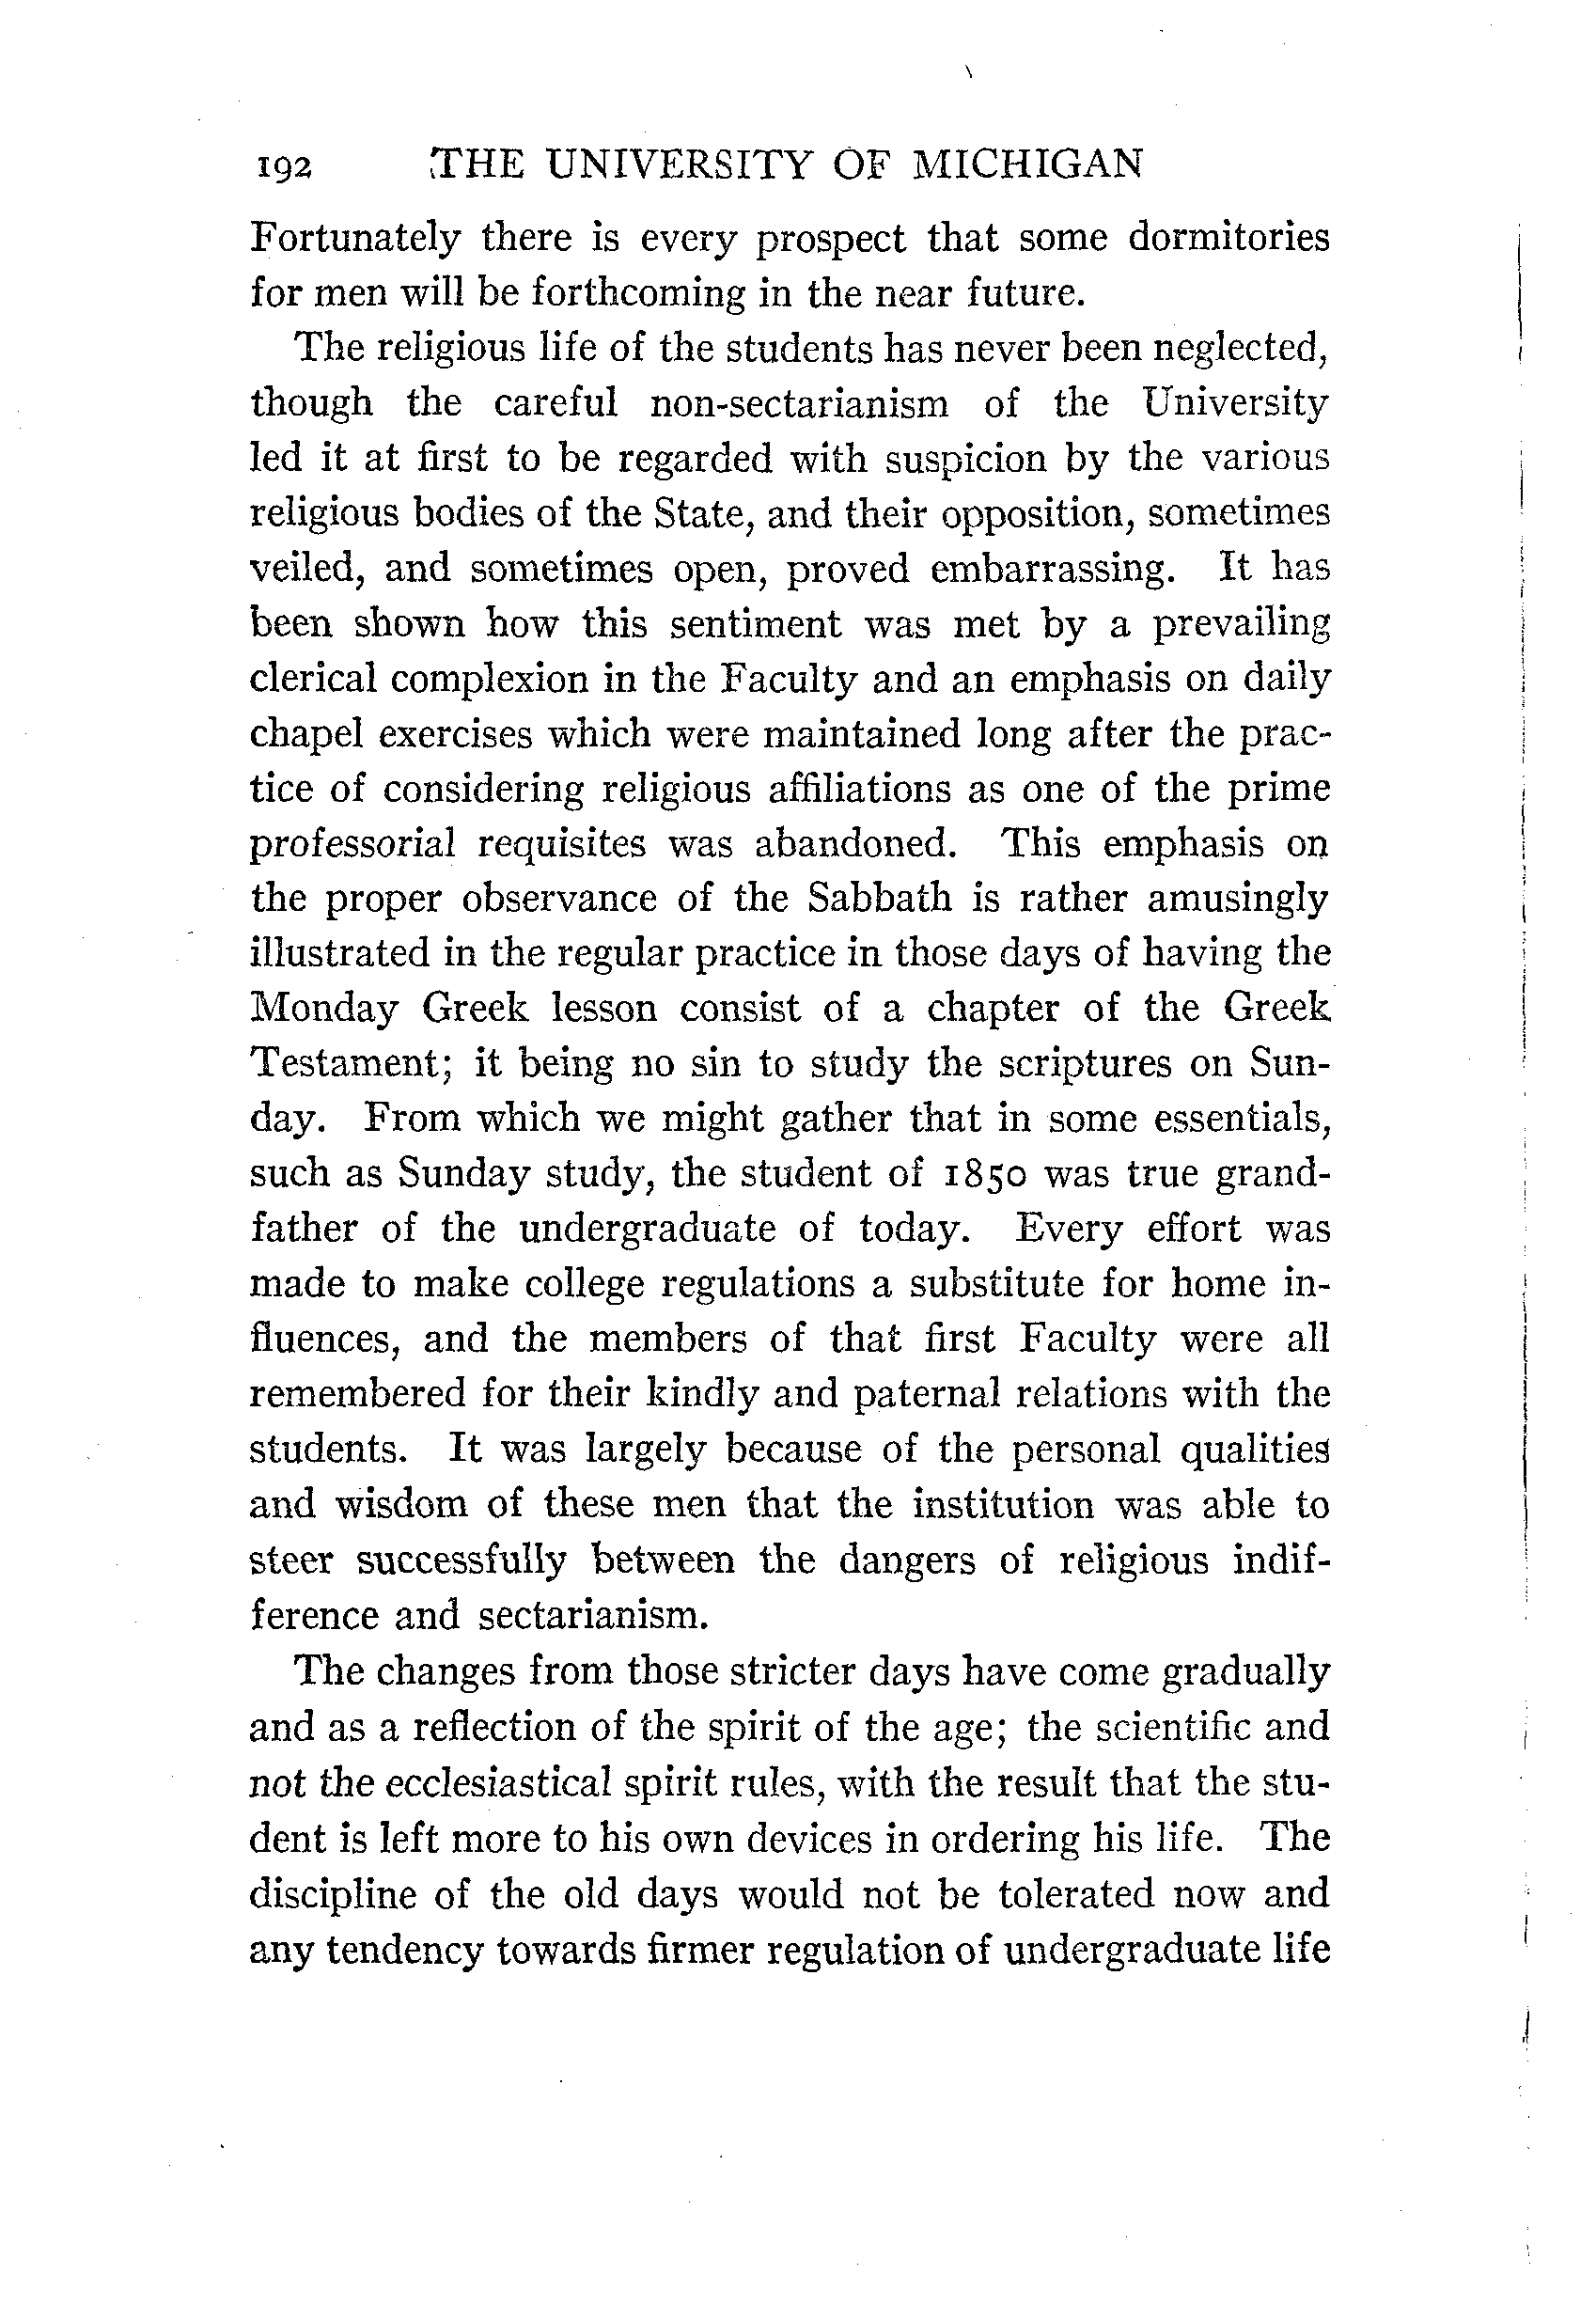 192 THE UNIVERSITY OF MICHIGAN
Fortunately there is every prospect that some dormitories
for men will be forthcoming in the near future.
The religious life of the students has never been neglected,
though the careful non-sectarianism of the University
led it at first to be regarded with suspicion by the various
religious bodies of the State, and their opposition, sometimes
veiled, and sometimes open, proved embarrassing. It has
been shown how this sentiment was met by a prevailing
clerical complexion in the Faculty and an emphasis on daily
chapel exercises which were maintained long after the prac-
tice of considering religious affiliations as one of the prime
professorial requisites was abandoned. This emphasis on
the proper observance of the Sabbath is rather amusingly
illustrated in the regular practice in those days of having the
Monday Greek lesson consist of a chapter of the Greek
Testament; it being no sin to study the scriptures on Sun-
day. From which we might gather that in some essentials,
such as Sunday study, the student of 1850 was true grand-
father of the undergraduate of today. Every effort was
made to make college regulations a substitute for home in-
fluences, and the members of that first Faculty were all
remembered for their kindly and paternal relations with the
students. It was largely because of the personal qualities
and wisdom of these men that the institution was able to
steer successfully between the dangers of religious indif-
ference and sectarianism.
The changes from those stricter days have come gradually
and as a reflection of the spirit of the age; the scientific and
not the ecclesiastical spirit rules, with the result that the stu-
dent is left more to his own devices in ordering his life. The
discipline of the old days would not be tolerated now and
any tendency towards firmer regulation of undergraduate life